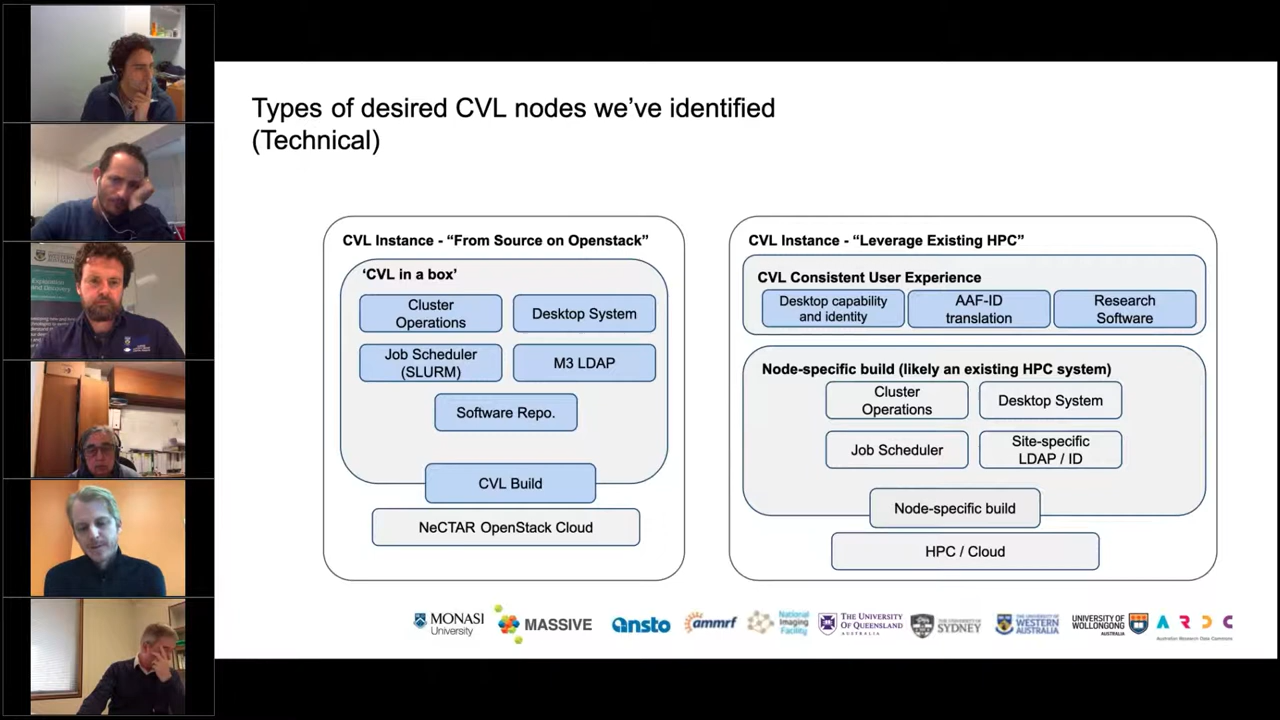 Types of desired CVL nodes we've identified
(Technical)
CVL Instance - “From Source on Openstack”
‘CVL in a box’
Cluster
Operations
Desktop System
Job Scheduler
(SLURM)
M3 LDAP
Software Repo.
CVL Build
NeCTAR OpenStack Cloud
CVL Instance - “Leverage Existing HPC”
CVL Consistent User Experience
Desktop capability
and identity
AAF-ID
translation
Research
Software
Node-specific build (likely an existing HPC system)
Cluster
Operations
Desktop System
Job Scheduler
Site-specific
LDAP / ID
Node-specific build
HPC / Cloud
MONASH
University
MASSIVE
ansto
ammrf
National
Imaging
Facility
THE UNIVERSITY
OF QUEENSLAND
AUSTRALIA
THE UNIVERSITY OF
SYDNEY
THE UNIVERSITY OF
WESTERN
AUSTRALIA
UNIVERSITY OF
WOLLONGONG
AUSTRALIA
ARDC
Australian Research Data Commons